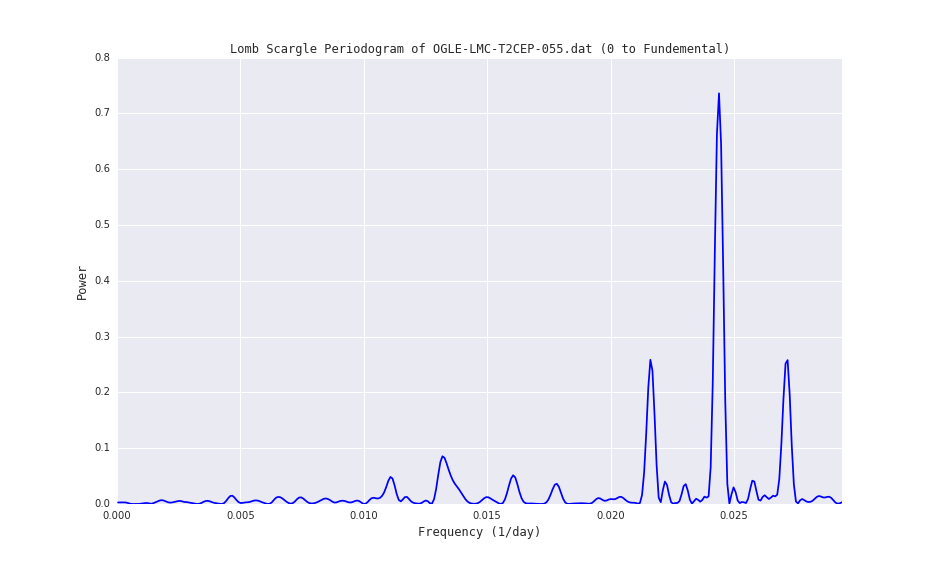 Lomb Scargle Periodogram of OGLE-LMC-T2CEP-055.dat (0 to Fundemental)
0.8
0.7
0.6
0.5
0.4
0.3
0.2
0.1
0.0
Power
0.000 0.005 0.010 0.015 0.020 0.025
Frequency (1/day)